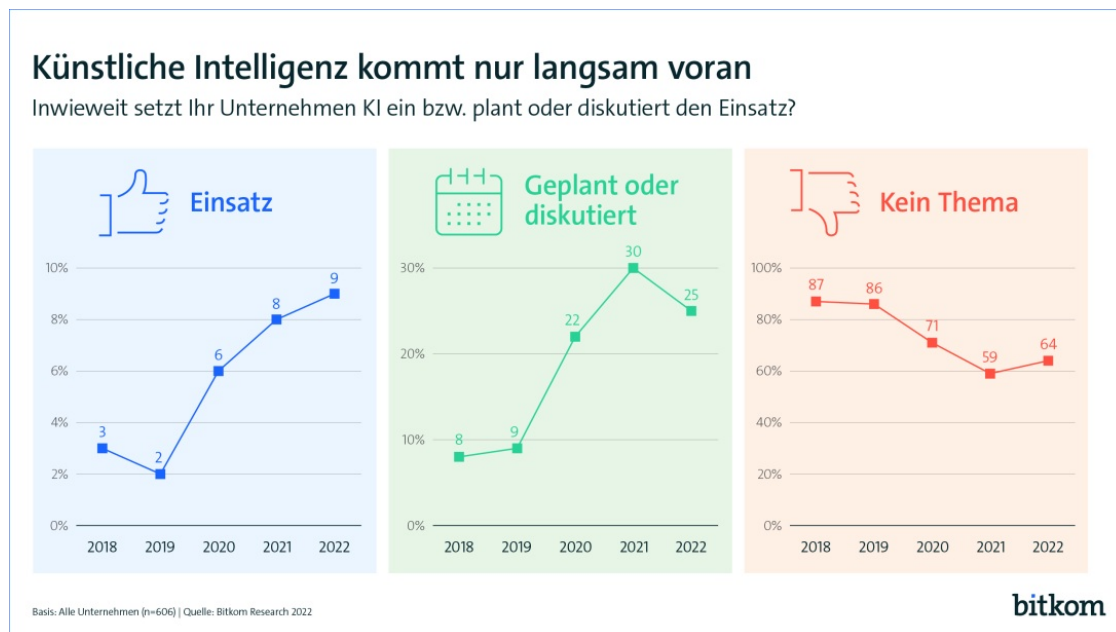 Künstliche Intelligenz kommt nur langsam voran
Inwieweit setzt Ihr Unternehmen KI ein bzw. plant oder diskutiert den Einsatz?
Einsatz
10%
8%
6%
4%
2%
0%
3
2
6
8
9
2018 2019 2020 2021 2022
Geplant oder
diskutiert
30%
20%
10%
0%
8
9
22
30
25
2018 2019 2020 2021 2022
Kein Thema
100%
80%
60%
40%
20%
0%
87
86
71
59
64
2018 2019 2020 2021 2022
Basis: Alle Unternehmen (n=606) | Quelle: Bitkom Research 2022
bitkom